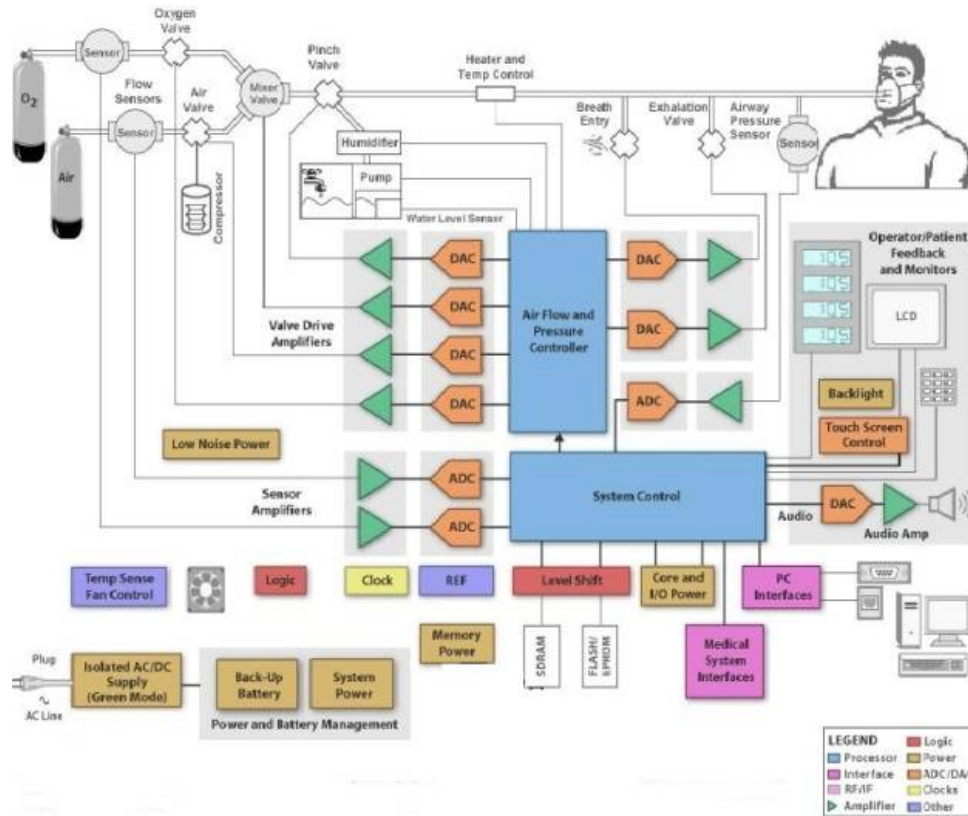 Oxygen
Valve
Sensor
O2
Flow
Sensors
Air
Valve
Sensor
Air
Compressor
Mixer
Valve
Pinch
Valve
Heater and
Temp Control
Humidifier
Pump
Water Level Sensor
Breath
Entry
Exhalation
Valve
Airway
Pressure
Sensor
Sensor
Valve Drive
Amplifiers
DAC
DAC
DAC
DAC
Air Flow and
Pressure
Controller
DAC
DAC
ADC
Operator/Patient
Feedback
and Monitors
105
105
105
105
LCD
Backlight
Touch Screen
Control
Low Noise Power
Sensor
Amplifiers
ADC
ADC
System Control
Audio
DAC
Audio Amp
Temp Sense
Fan Control
Logic
Clock
REF
Level Shift
Core and
I/O Power
PC
Interfaces
SDRAM
FLASH/
EPROM
Memory
Power
Medical
System
Interfaces
Plug
AC Line
Isolated AC/DC
Supply
(Green Mode)
Back-Up
Battery
System
Power
Power and Battery Management
LEGEND
Processor
Interface
RF/IF
Amplifier
Logic
Power
ADC/DA
Clocks
Other